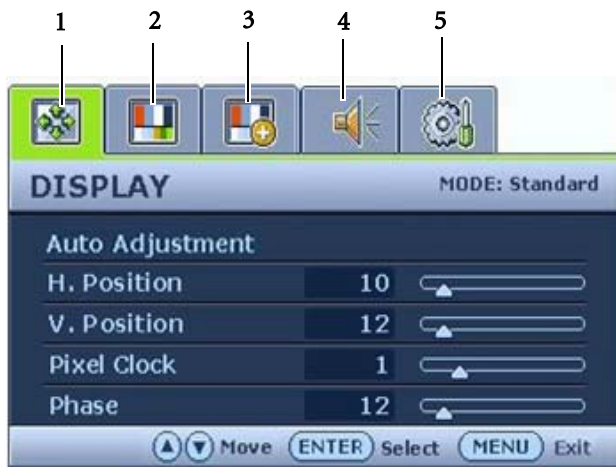 1 2 3 4 5
DISPLAY MODE: Standard
Auto Adjustment
H. Position 10
V. Position 12
Pixel Clock 1
Phase 12
Move ENTER Select MENU Exit